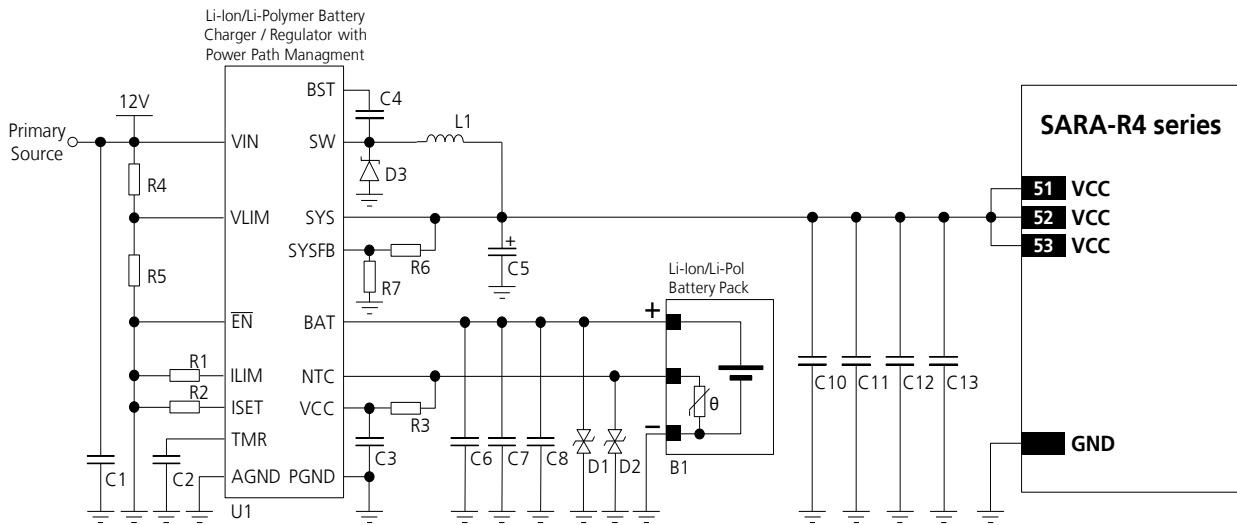 Li-Ion/Li-Polymer Battery
Charger / Regulator with
Power Path Managment
BST
C4
12V
L1
SARA-R4 series
Primary
Source
VIN
SW
D3
R4
51 VCC
VLIM
SYS
52 VCC
53 VCC
SYSFB
R6
+
C5
R5
R7
Li-Ion/Li-Pol
Battery Pack
EN
BAT
+
R1
ILIM
NTC
C10
C11
C12
C13
R2
ISET
VCC
R3
θ
TMR
–
GND
C1
C2
AGND
PGND
C3
C6
C7
C8
D1
D2
B1
U1